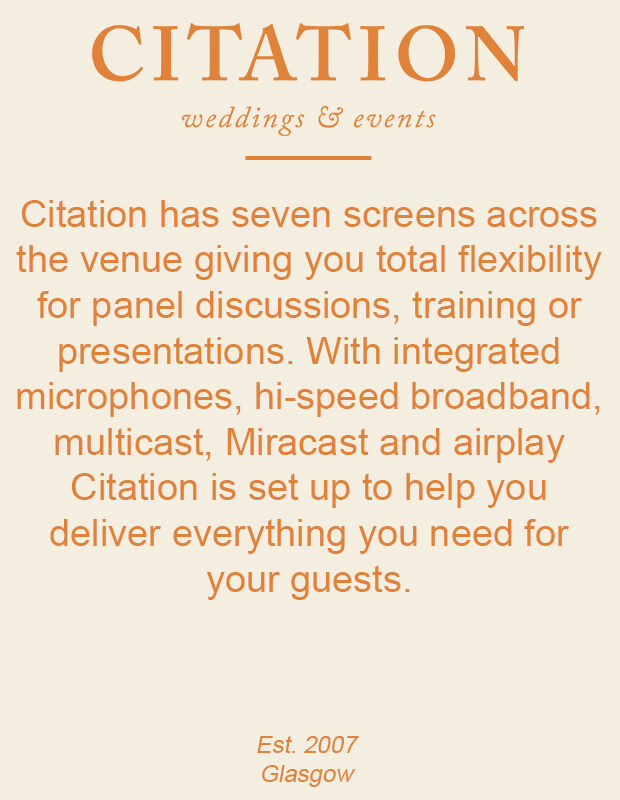 CITATION
weddings & events
Citation has seven screens across
the venue giving you total flexibility
for panel discussions, training or
presentations. With integrated
microphones, hi-speed broadband,
multicast, Miracast and airplay
Citation is set up to help you
deliver everything you need for
your guests.
Est. 2007
Glasgow